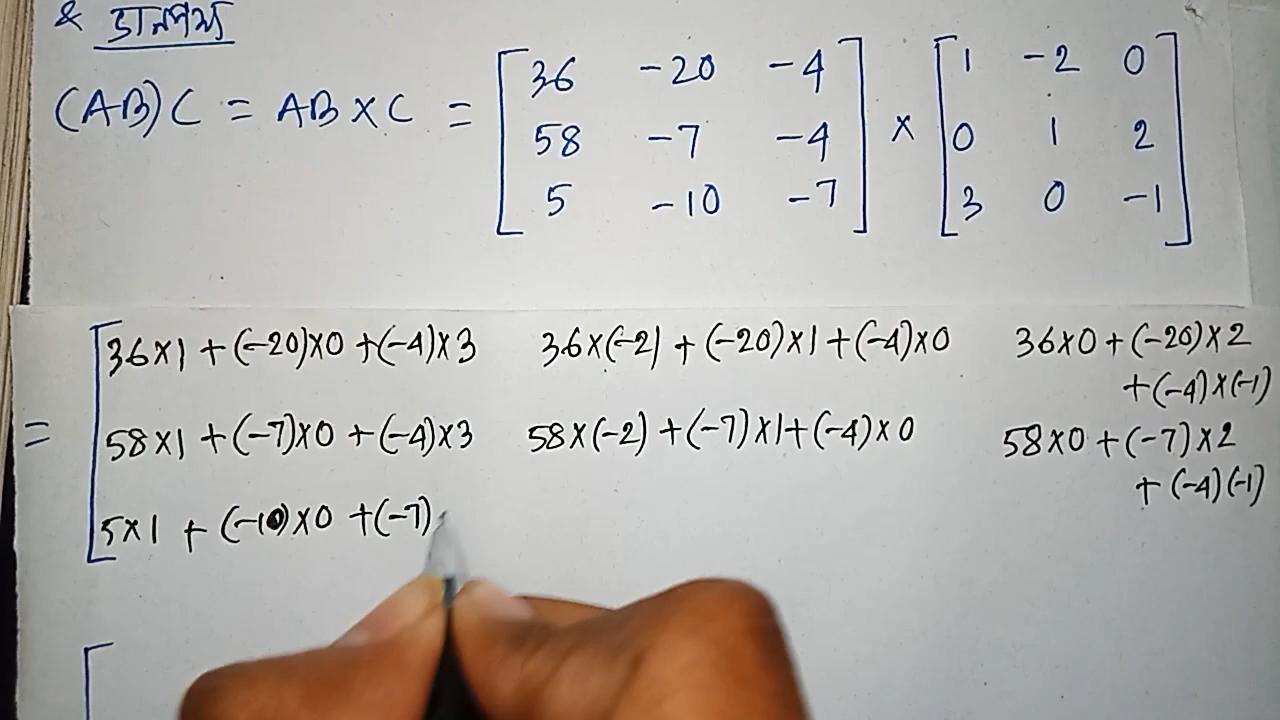 & ডানপক্ষ
(AB)C = AB×C = [36 -20 -4] × [1 -2 0]
[58 -7 -4] [0 1 2]
[5 -10 -7] [3 0 -1]
= [36×1 + (-20)×0 + (-4)×3 36×(-2) + (-20)×1 + (-4)×0 36×0 + (-20)×2
+ (-4)×(-1)
58×1 + (-7)×0 + (-4)×3 58×(-2) + (-7)×1 + (-4)×0 58×0 + (-7)×2
+ (-4)(-1)
5×1 + (-10)×0 + (-7)
[